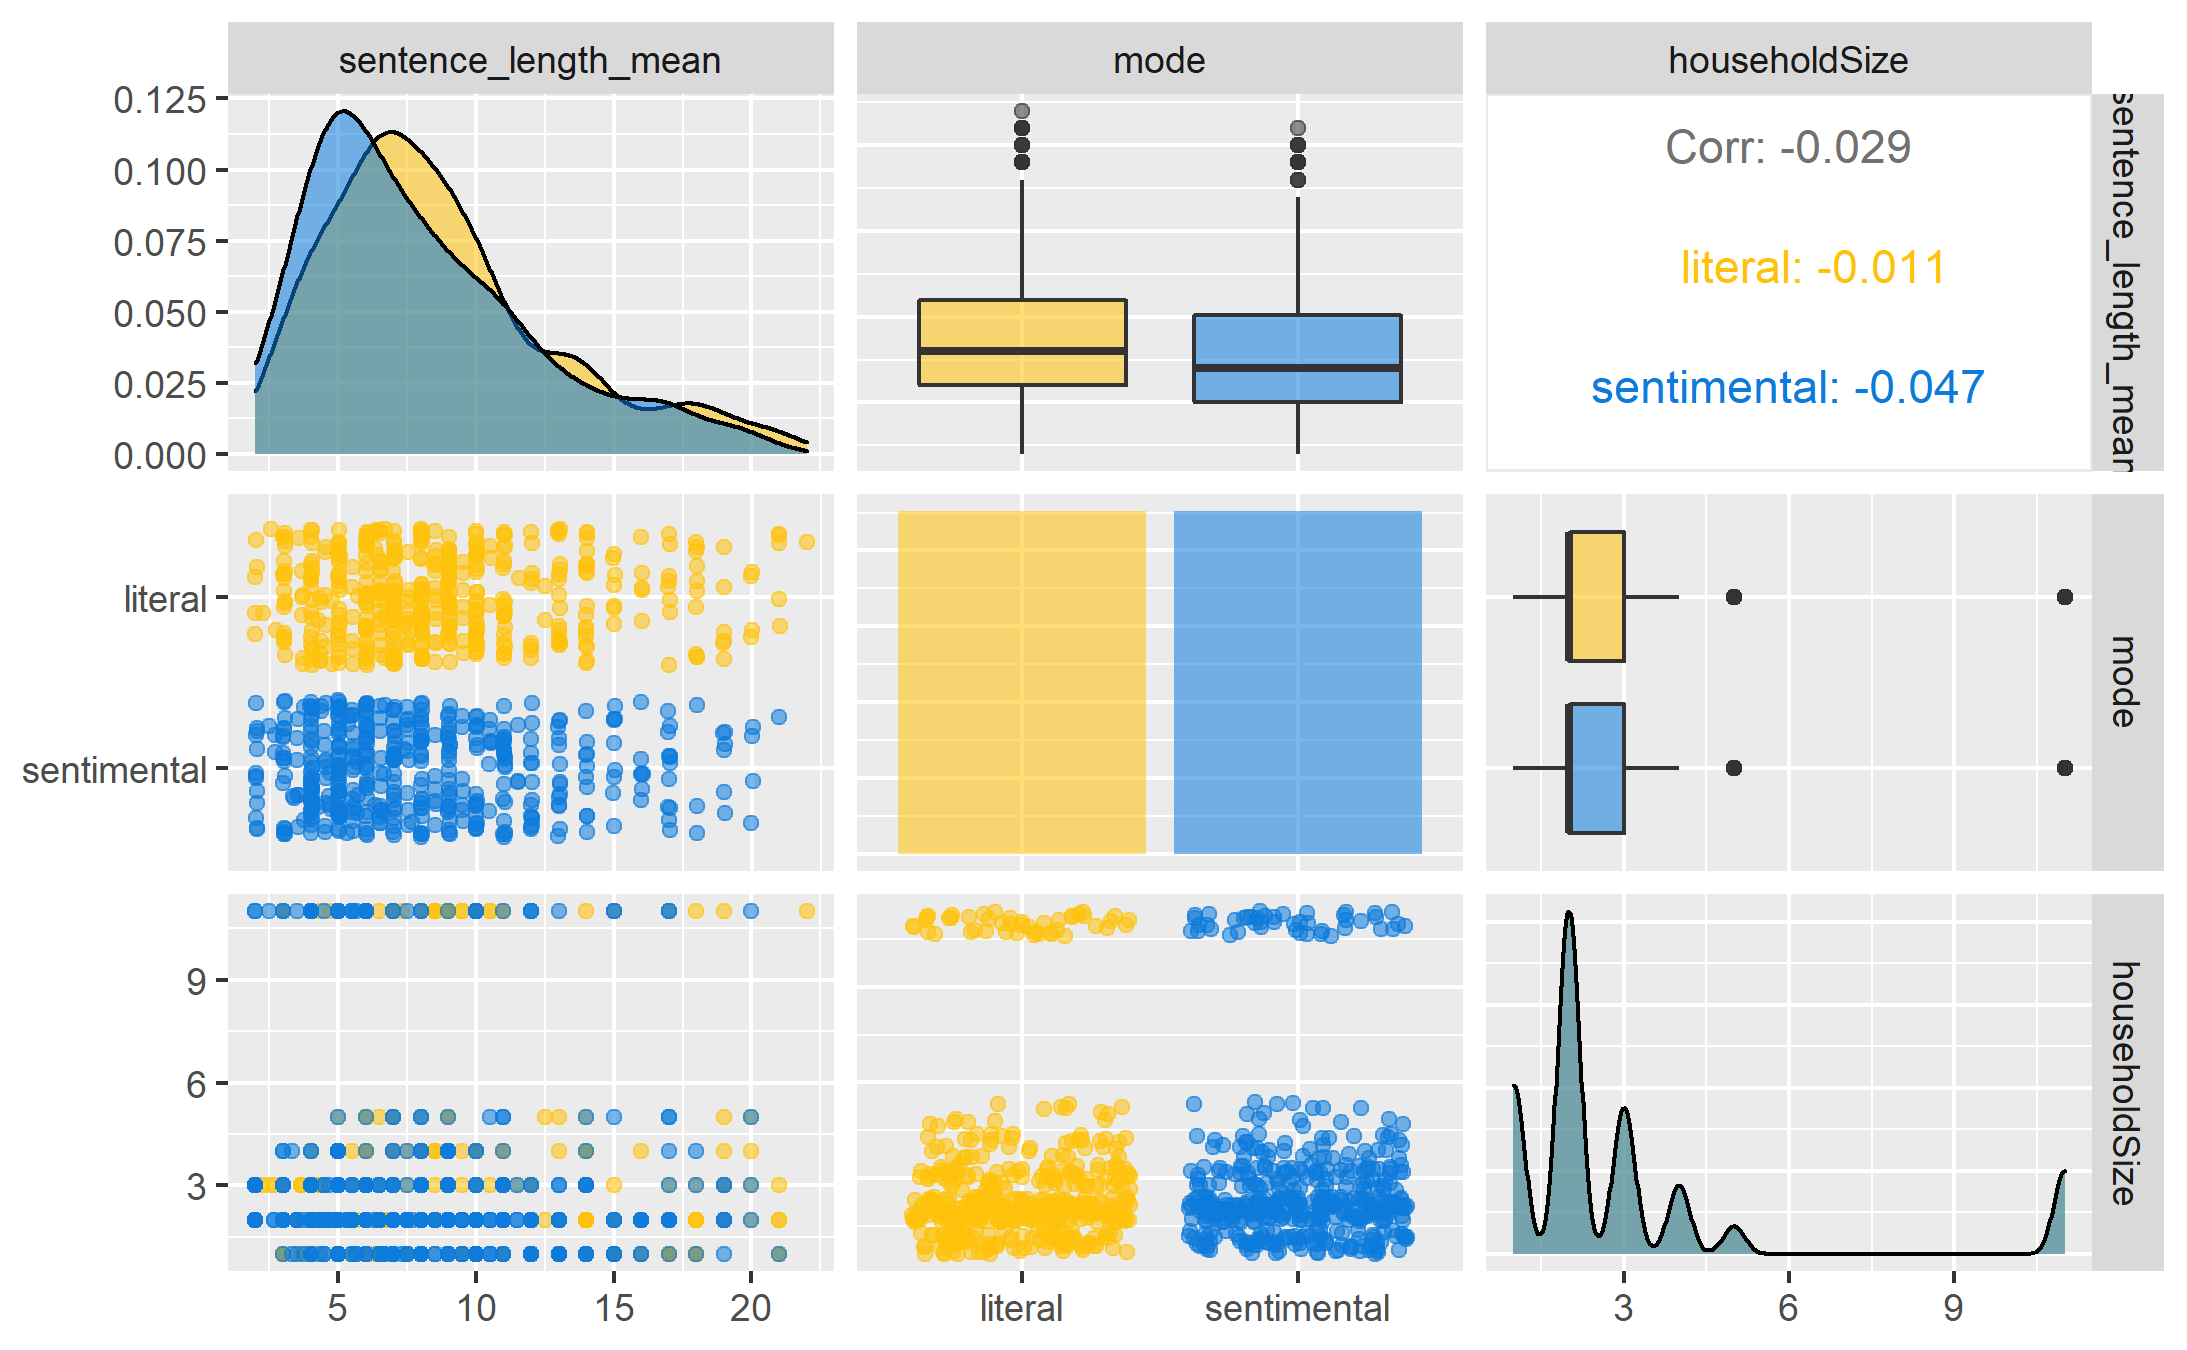 sentence_length_mean
mode
householdSize
0.125
0.100
0.075
0.050
0.025
0.000
Corr: -0.029
literal: -0.011
sentimental: -0.047
sentence_length_mean
literal
sentimental
mode
9
6
3
householdSize
5
10
15
20
literal
sentimental
3
6
9